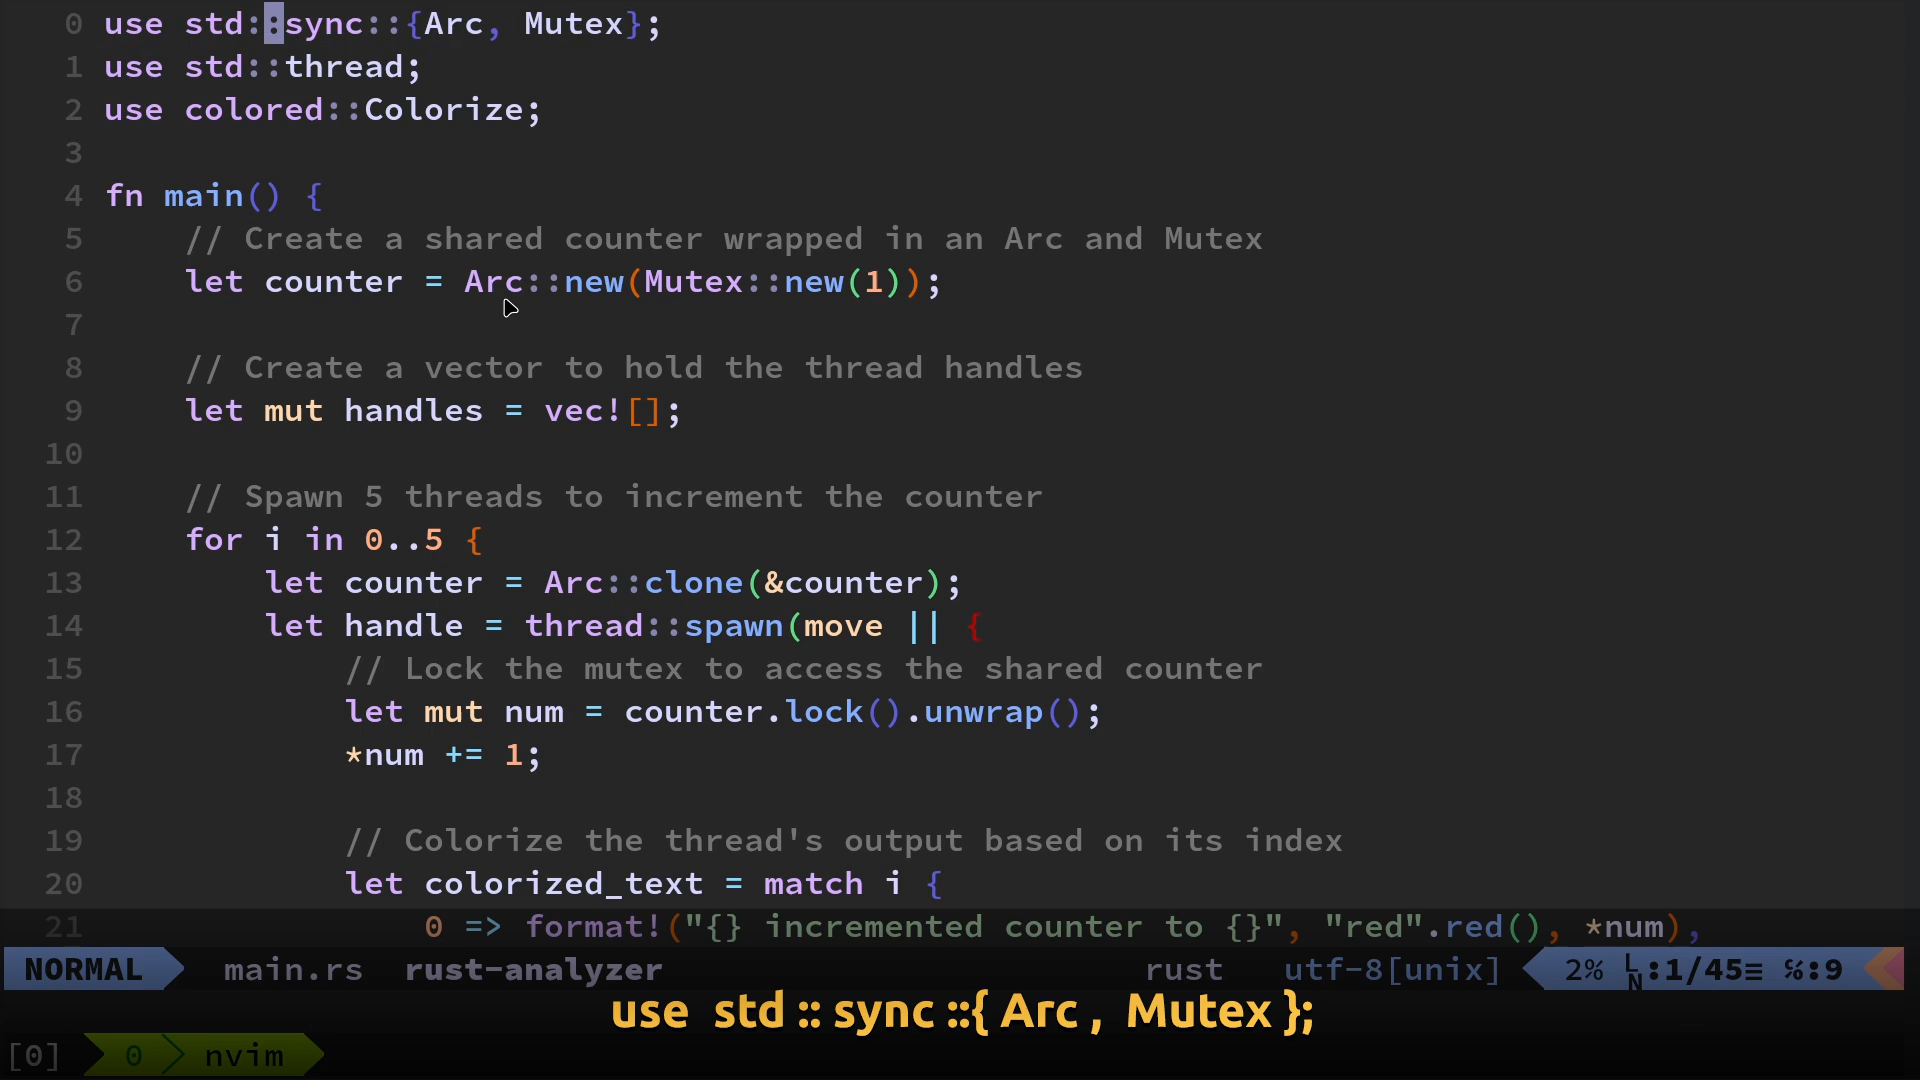 0 use std::sync::{Arc, Mutex};
1 use std::thread;
2 use colored::Colorize;
3
4 fn main() {
5     // Create a shared counter wrapped in an Arc and Mutex
6     let counter = Arc::new(Mutex::new(1));
7
8     // Create a vector to hold the thread handles
9     let mut handles = vec![];
10
11     // Spawn 5 threads to increment the counter
12     for i in 0..5 {
13         let counter = Arc::clone(&counter);
14         let handle = thread::spawn(move || {
15             // Lock the mutex to access the shared counter
16             let mut num = counter.lock().unwrap();
17             *num += 1;
18
19             // Colorize the thread's output based on its index
20             let colorized_text = match i {
21                 0 => format!("{} incremented counter to {}", "red".red(), *num),
NORMAL main.rs rust-analyzer rust utf-8[unix] 2% LN:1/45≡ ℅:9
use std :: sync ::{ Arc , Mutex };
[0] 0 nvim